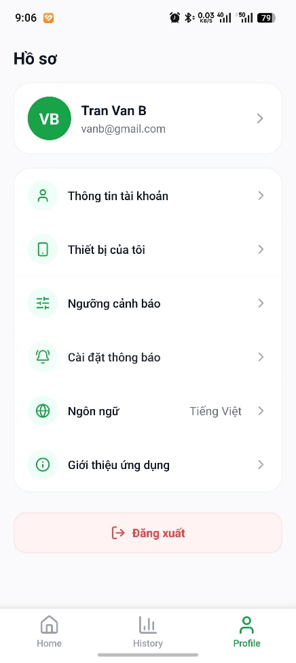 9:06 0.03 KB/S 4G 5G 79
Hồ sơ
VB
Tran Van B
vanb@gmail.com
Thông tin tài khoản
Thiết bị của tôi
Ngưỡng cảnh báo
Cài đặt thông báo
Ngôn ngữ Tiếng Việt
Giới thiệu ứng dụng
Đăng xuất
Home History Profile